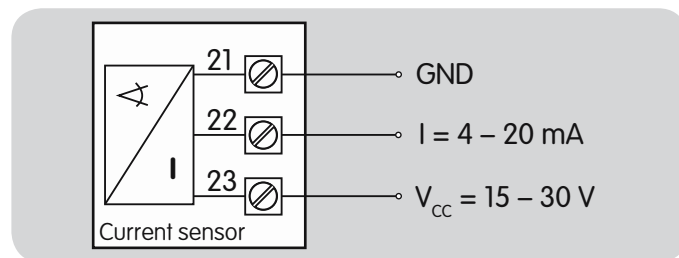 21 GND
22 I = 4 – 20 mA
23 V_CC = 15 – 30 V
I
Current sensor